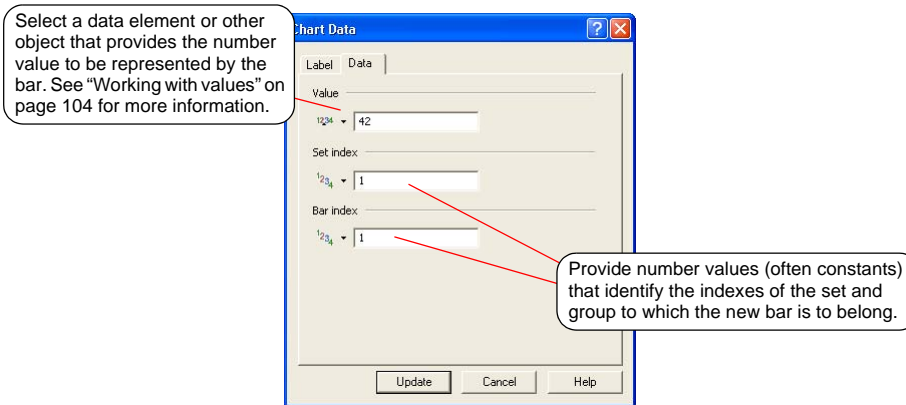 Select a data element or other
object that provides the number
value to be represented by the
bar. See “Working with values” on
page 104 for more information.
Chart Data
Label Data
Value
1234 42
Set index
1234 1
Bar index
1234 1
Provide number values (often constants)
that identify the indexes of the set and
group to which the new bar is to belong.
Update Cancel Help